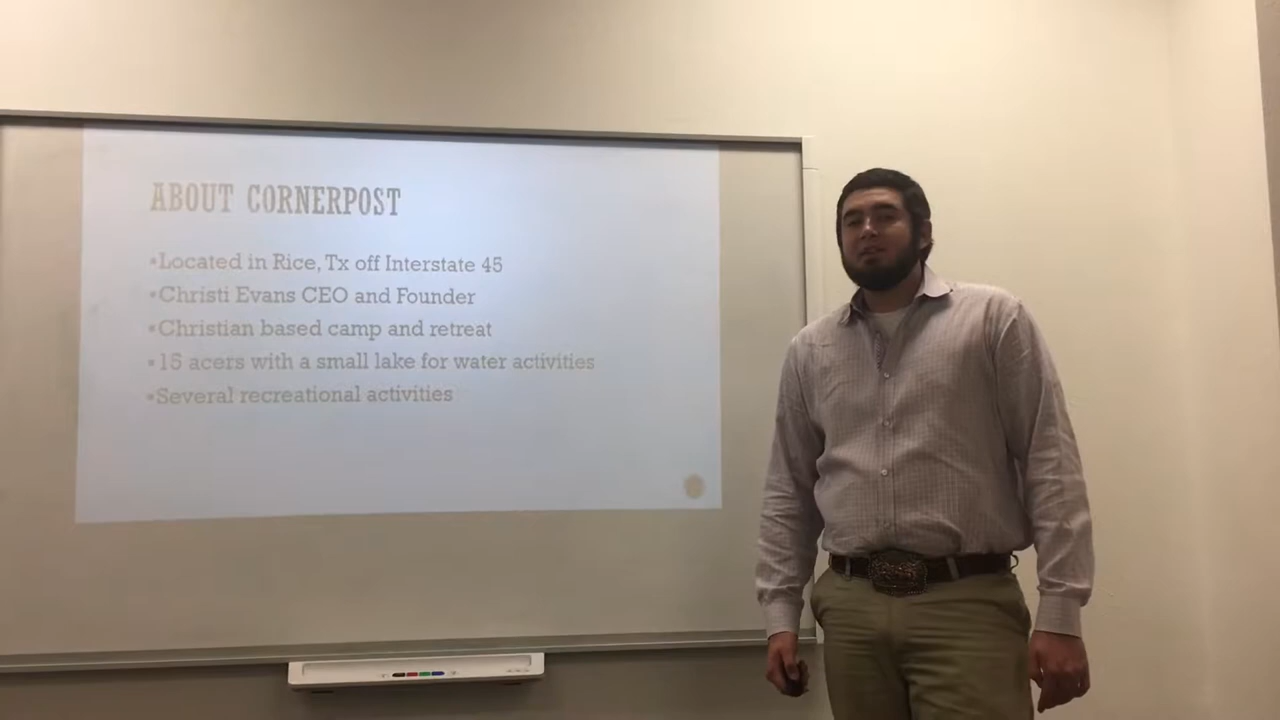 ABOUT CORNERPOST
▪Located in Rice, Tx off Interstate 45
▪Christi Evans CEO and Founder
▪Christian based camp and retreat
▪15 acers with a small lake for water activities
▪Several recreational activities